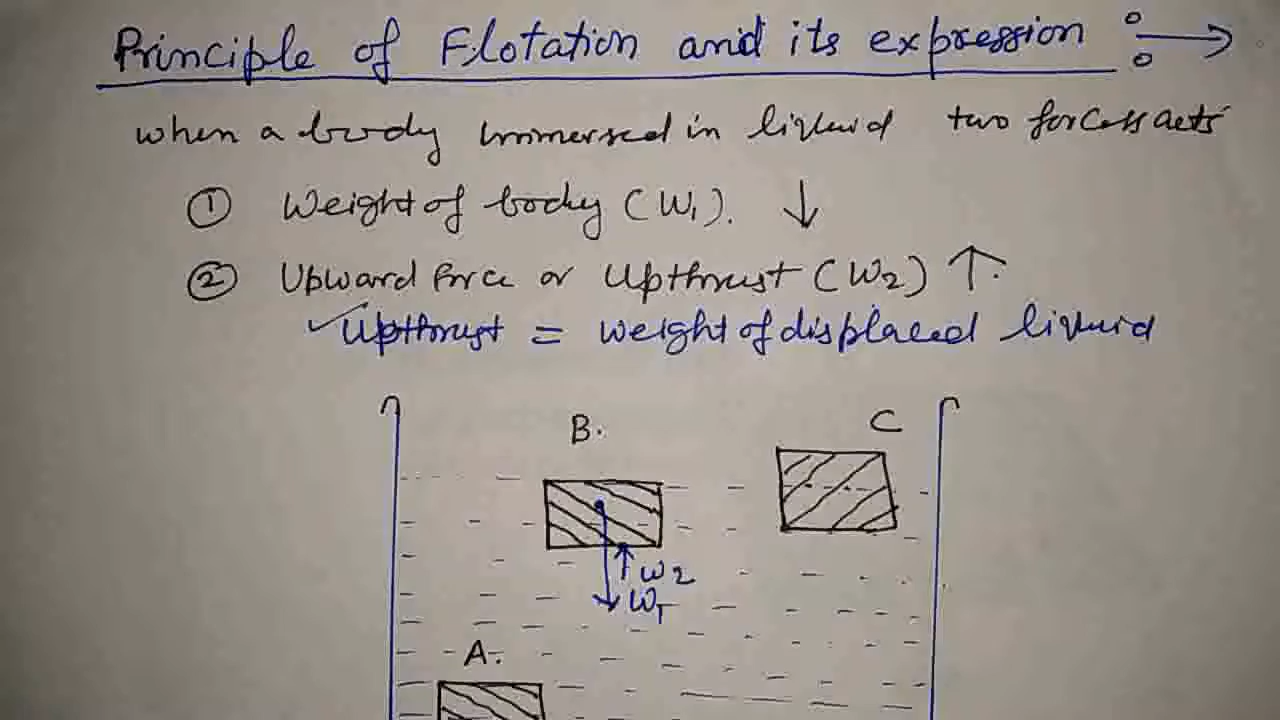 Principle of Flotation and its expression :→
when a body immersed in liquid two forcess acts
① Weight of body (W1). ↓
② Upward Force or Upthrust (W2) ↑.
✓Upthrust = weight of displaced liquid
B.
C
W2
W1
A.